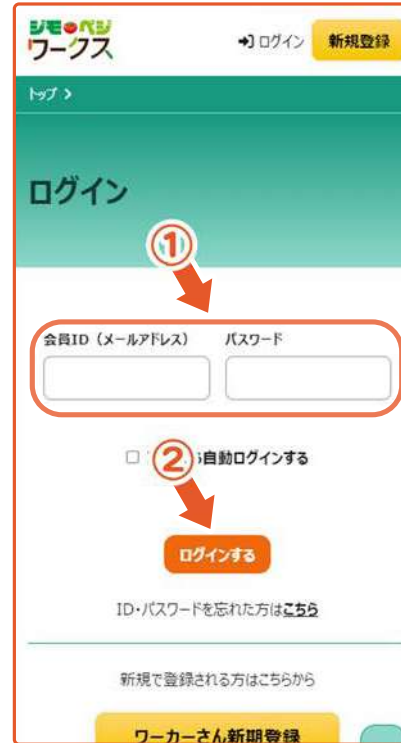 ジモ●ベジ
ワークス
ログイン
新規登録
トップ >
ログイン
①
会員ID (メールアドレス)
パスワード
②
自動ログインする
ログインする
ID・パスワードを忘れた方はこちら
新規で登録される方はこちらから
ワーカーさん新期登録